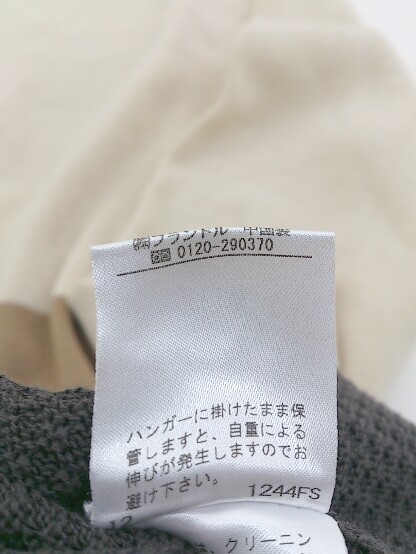 ㈱フランドル 中国製
0120-290370
ハンガーに掛けたまま保
管しますと、自重による
伸びが発生しますのでお
避け下さい。 1244FS
12
は、クリーニン